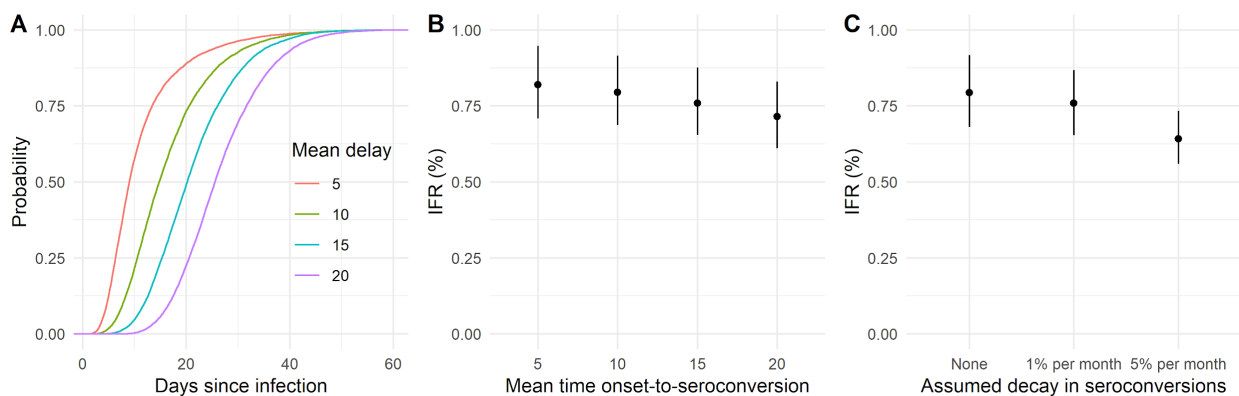 A
1.00
0.75
0.50
0.25
0.00
Probability
0
20
40
60
Days since infection
Mean delay
5
10
15
20
B
1.00
0.75
0.50
0.25
0.00
IFR (%)
5
10
15
20
Mean time onset-to-seroconversion
C
1.00
0.75
0.50
0.25
0.00
IFR (%)
None
1% per month
5% per month
Assumed decay in seroconversions